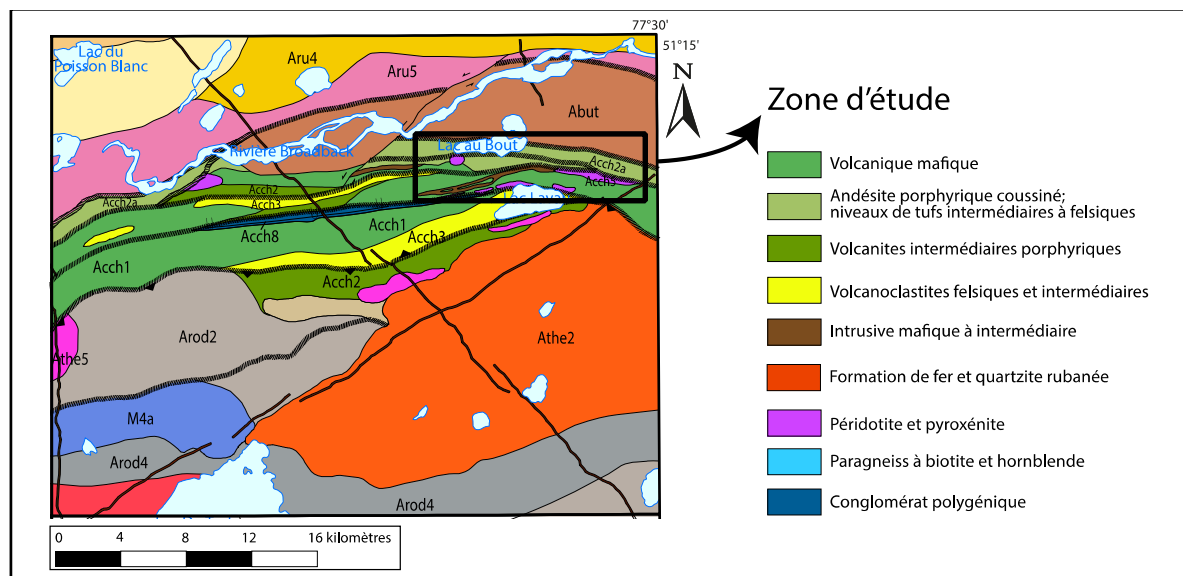 77°30'
51°15'
Lac du
Poisson Blanc
Aru4
Aru5
N
Abut
Zone d'étude
Rivière Broadback
Lac au Bout
Acch2a
Acch3
Acch2
Acch2a
Acch3
Acch1
Acch8
Acch3
Acch1
Acch2
Arod2
Athe5
Athe2
M4a
Arod4
Arod4
Volcanique mafique
Andésite porphyrique coussiné;
niveaux de tufs intermédiaires à felsiques
Volcanites intermédiaires porphyriques
Volcanoclastites felsiques et intermédiaires
Intrusive mafique à intermédiaire
Formation de fer et quartzite rubanée
Péridotite et pyroxénite
Paragneiss à biotite et hornblende
Conglomérat polygénique
0 4 8 12 16 kilomètres